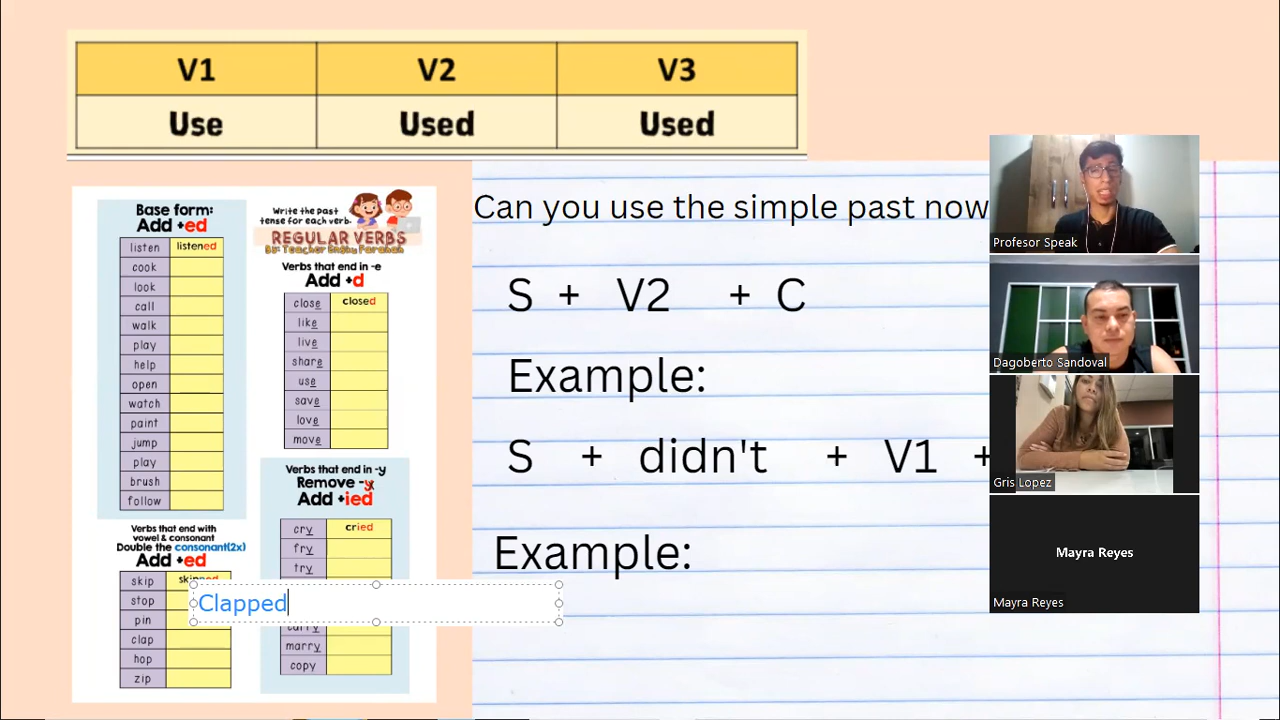 V1 V2 V3
Use Used Used
Base form:
Add +ed
listen listened
cook
look
call
walk
play
help
open
watch
paint
jump
play
brush
follow
Verbs that end with
vowel & consonant
Double the consonant(2x)
Add +ed
skip
stop
pin
clap
hop
zip
Write the past
tense for each verb.
REGULAR VERBS
Verbs that end in -e
Add +d
close closed
like
live
share
use
save
love
move
Verbs that end in -y
Remove -y
Add +ied
cry cried
fry
try
carry
marry
copy
Clapped
Can you use the simple past now
S + V2 + C
Example:
S + didn't + V1 +
Example:
Profesor Speak
Dagoberto Sandoval
Gris Lopez
Mayra Reyes
Mayra Reyes